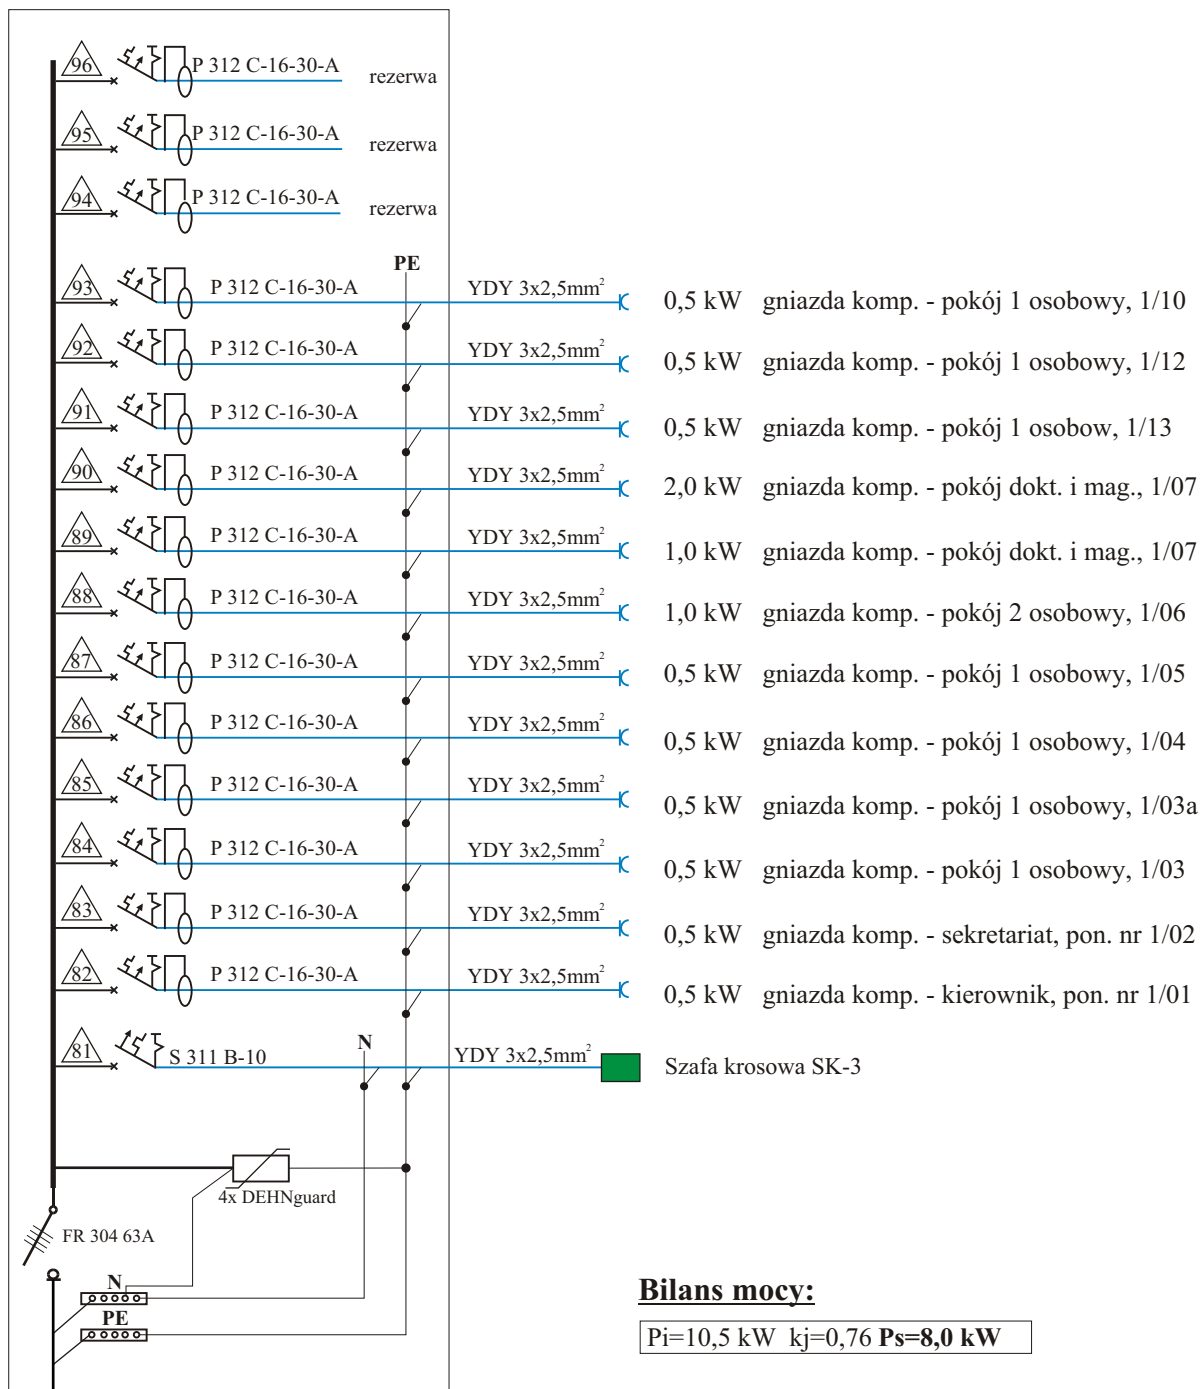 96 P 312 C-16-30-A rezerwa
95 P 312 C-16-30-A rezerwa
94 P 312 C-16-30-A rezerwa
PE
93 P 312 C-16-30-A YDY 3x2,5mm² 0,5 kW gniazda komp. - pokój 1 osobowy, 1/10
92 P 312 C-16-30-A YDY 3x2,5mm² 0,5 kW gniazda komp. - pokój 1 osobowy, 1/12
91 P 312 C-16-30-A YDY 3x2,5mm² 0,5 kW gniazda komp. - pokój 1 osobow, 1/13
90 P 312 C-16-30-A YDY 3x2,5mm² 2,0 kW gniazda komp. - pokój dokt. i mag., 1/07
89 P 312 C-16-30-A YDY 3x2,5mm² 1,0 kW gniazda komp. - pokój dokt. i mag., 1/07
88 P 312 C-16-30-A YDY 3x2,5mm² 1,0 kW gniazda komp. - pokój 2 osobowy, 1/06
87 P 312 C-16-30-A YDY 3x2,5mm² 0,5 kW gniazda komp. - pokój 1 osobowy, 1/05
86 P 312 C-16-30-A YDY 3x2,5mm² 0,5 kW gniazda komp. - pokój 1 osobowy, 1/04
85 P 312 C-16-30-A YDY 3x2,5mm² 0,5 kW gniazda komp. - pokój 1 osobowy, 1/03a
84 P 312 C-16-30-A YDY 3x2,5mm² 0,5 kW gniazda komp. - pokój 1 osobowy, 1/03
83 P 312 C-16-30-A YDY 3x2,5mm² 0,5 kW gniazda komp. - sekretariat, pon. nr 1/02
82 P 312 C-16-30-A YDY 3x2,5mm² 0,5 kW gniazda komp. - kierownik, pon. nr 1/01
N
81 S 311 B-10 YDY 3x2,5mm² Szafa krosowa SK-3
4x DEHNguard
FR 304 63A
N
PE
Bilans mocy:
Pi=10,5 kW kj=0,76 Ps=8,0 kW